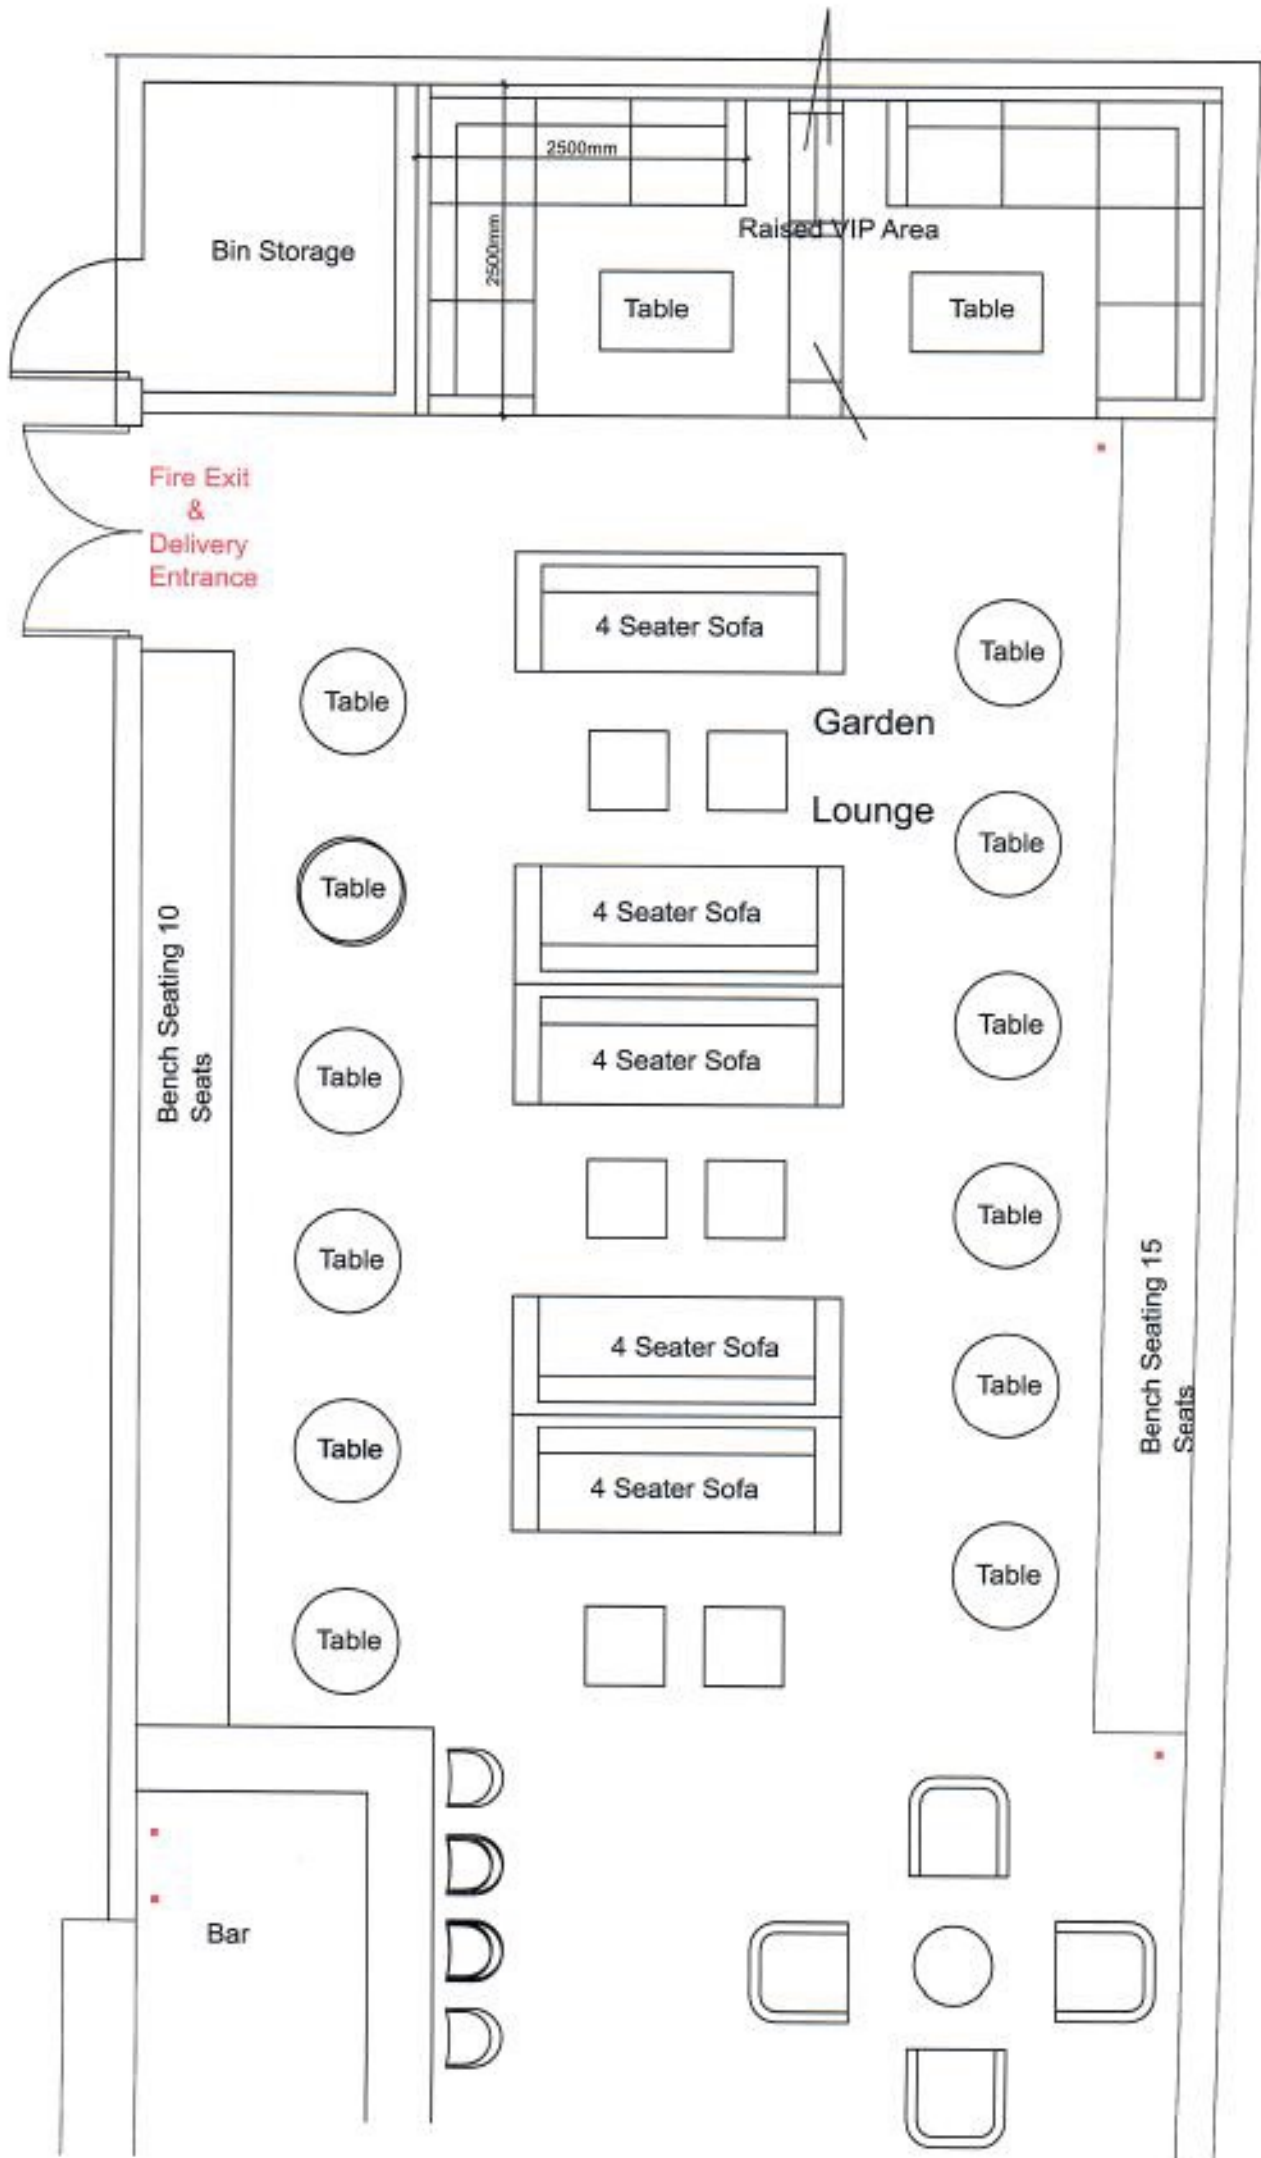 2500mm
2500mm
Raised VIP Area
Bin Storage
Table
Table
Fire Exit
&
Delivery
Entrance
4 Seater Sofa
Table
Table
Garden
Lounge
Table
Table
4 Seater Sofa
Bench Seating 10
Seats
Table
4 Seater Sofa
Table
Table
Table
Bench Seating 15
Seats
4 Seater Sofa
Table
Table
4 Seater Sofa
Table
Table
Bar